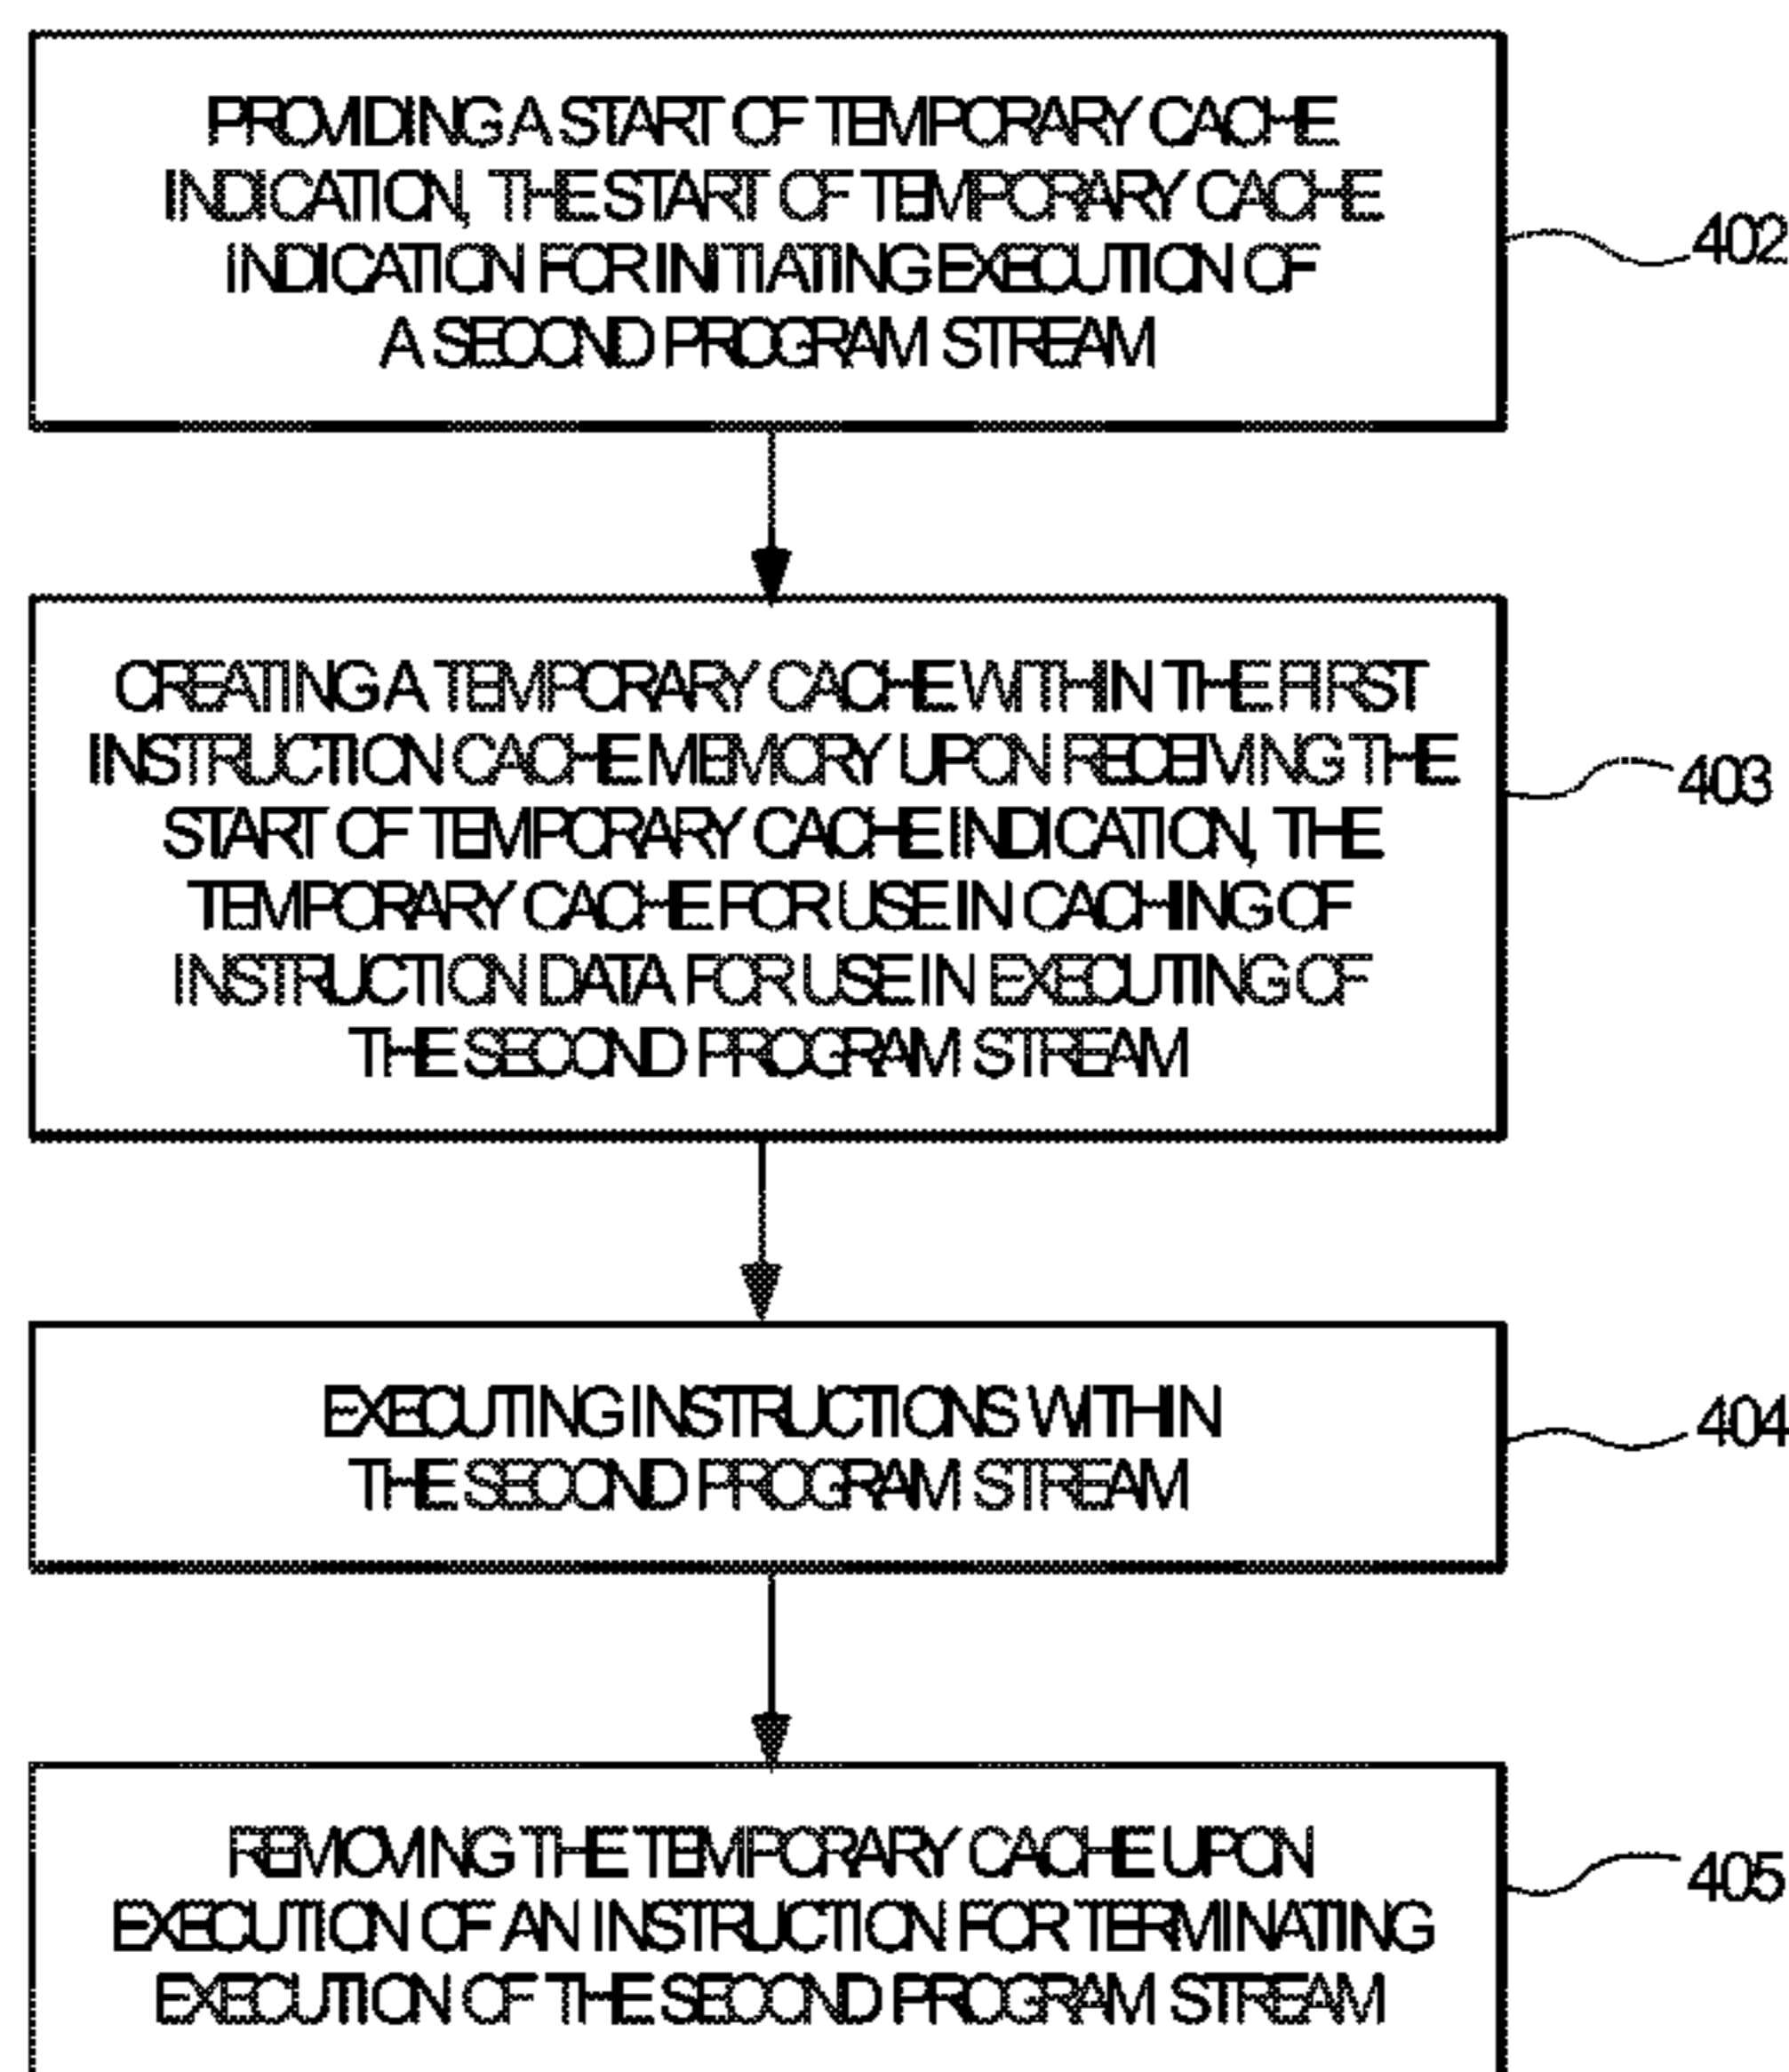 PROVIDING A START OF TEMPORARY CACHE
INDICATION, THE START OF TEMPORARY CACHE
INDICATION FOR INITIATING EXECUTION OF
A SECOND PROGRAM STREAM
402
CREATING A TEMPORARY CACHE WITHIN THE FIRST
INSTRUCTION CACHE MEMORY UPON RECEIVING THE
START OF TEMPORARY CACHE INDICATION, THE
TEMPORARY CACHE FOR USE IN CACHING OF
INSTRUCTION DATA FOR USE IN EXECUTING OF
THE SECOND PROGRAM STREAM
403
EXECUTING INSTRUCTIONS WITHIN
THE SECOND PROGRAM STREAM
404
REMOVING THE TEMPORARY CACHE UPON
EXECUTION OF AN INSTRUCTION FOR TERMINATING
EXECUTION OF THE SECOND PROGRAM STREAM
405